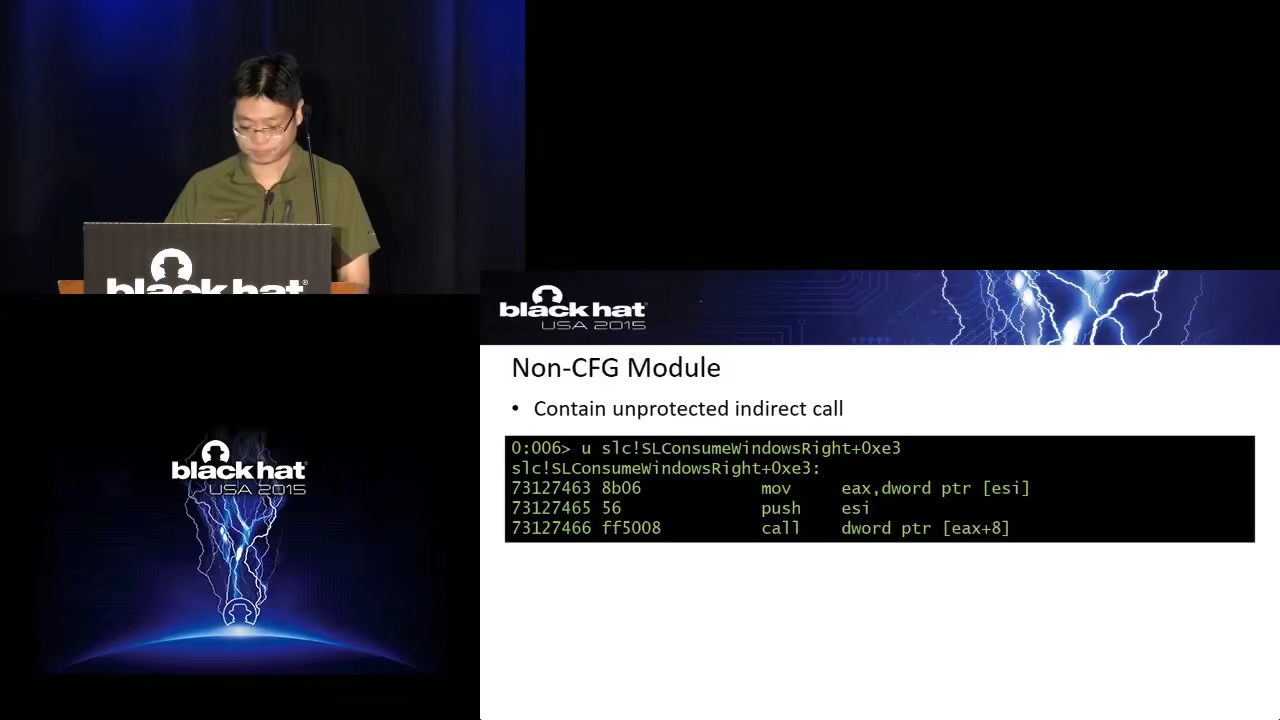 black hat®
black hat®
USA 2015
black hat®
USA 2015
Non-CFG Module
• Contain unprotected indirect call
0:006> u slc!SLConsumeWindowsRight+0xe3
slc!SLConsumeWindowsRight+0xe3:
73127463 8b06 mov eax,dword ptr [esi]
73127465 56 push esi
73127466 ff5008 call dword ptr [eax+8]